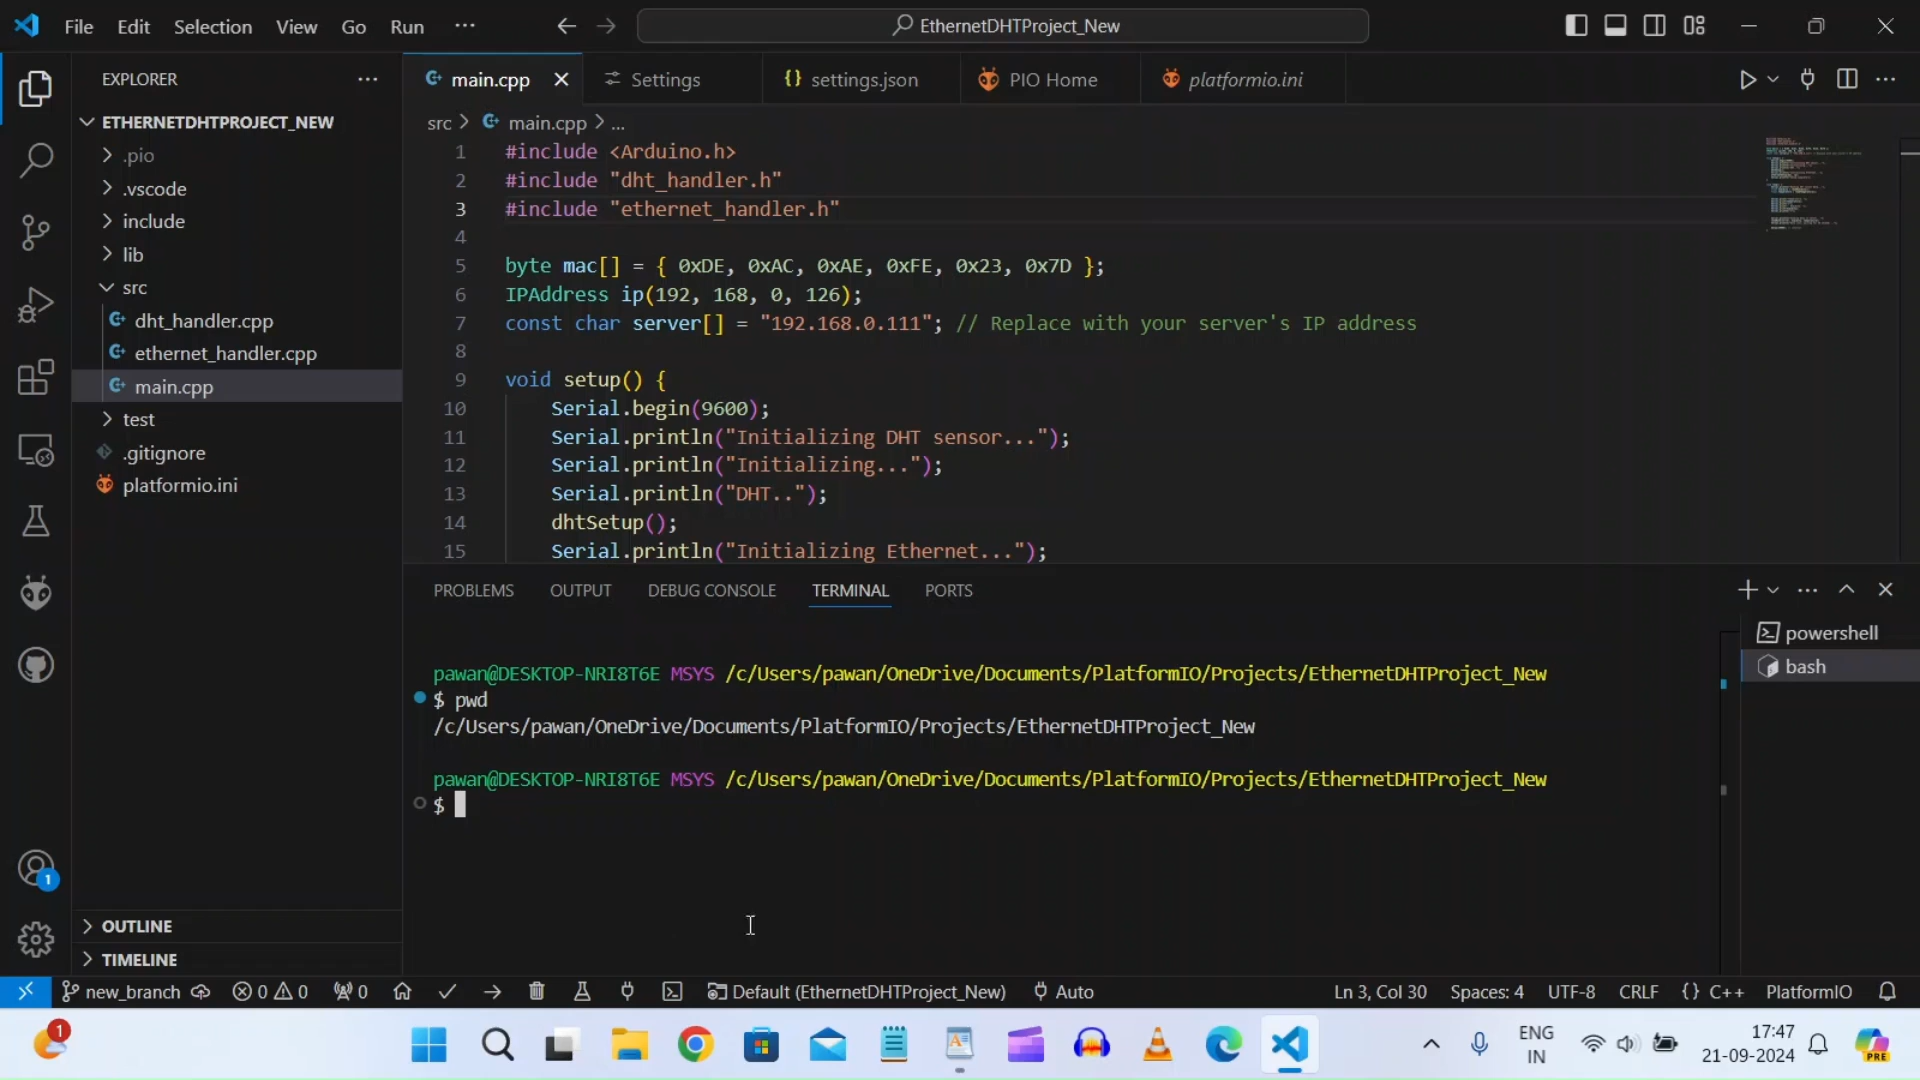 File Edit Selection View Go Run ...
EthernetDHTProject_New
EXPLORER ...
main.cpp
Settings
{} settings.json
PIO Home
platformio.ini
ETHERNETDHTPROJECT_NEW
.pio
.vscode
include
lib
src
dht_handler.cpp
ethernet_handler.cpp
main.cpp
test
.gitignore
platformio.ini
OUTLINE
TIMELINE
src > main.cpp > ...
1 #include <Arduino.h>
2 #include "dht_handler.h"
3 #include "ethernet_handler.h"
4
5 byte mac[] = { 0xDE, 0xAC, 0xAE, 0xFE, 0x23, 0x7D };
6 IPAddress ip(192, 168, 0, 126);
7 const char server[] = "192.168.0.111"; // Replace with your server's IP address
8
9 void setup() {
10 Serial.begin(9600);
11 Serial.println("Initializing DHT sensor...");
12 Serial.println("Initializing...");
13 Serial.println("DHT..");
14 dhtSetup();
15 Serial.println("Initializing Ethernet...");
PROBLEMS OUTPUT DEBUG CONSOLE TERMINAL PORTS
powershell
bash
pawan@DESKTOP-NRI8T6E MSYS /c/Users/pawan/OneDrive/Documents/PlatformIO/Projects/EthernetDHTProject_New
$ pwd
/c/Users/pawan/OneDrive/Documents/PlatformIO/Projects/EthernetDHTProject_New
pawan@DESKTOP-NRI8T6E MSYS /c/Users/pawan/OneDrive/Documents/PlatformIO/Projects/EthernetDHTProject_New
$
1
new_branch 0 0 0 Default (EthernetDHTProject_New) Auto Ln 3, Col 30 Spaces: 4 UTF-8 CRLF {} C++ PlatformIO
1
ENG
IN
17:47
21-09-2024
PRE